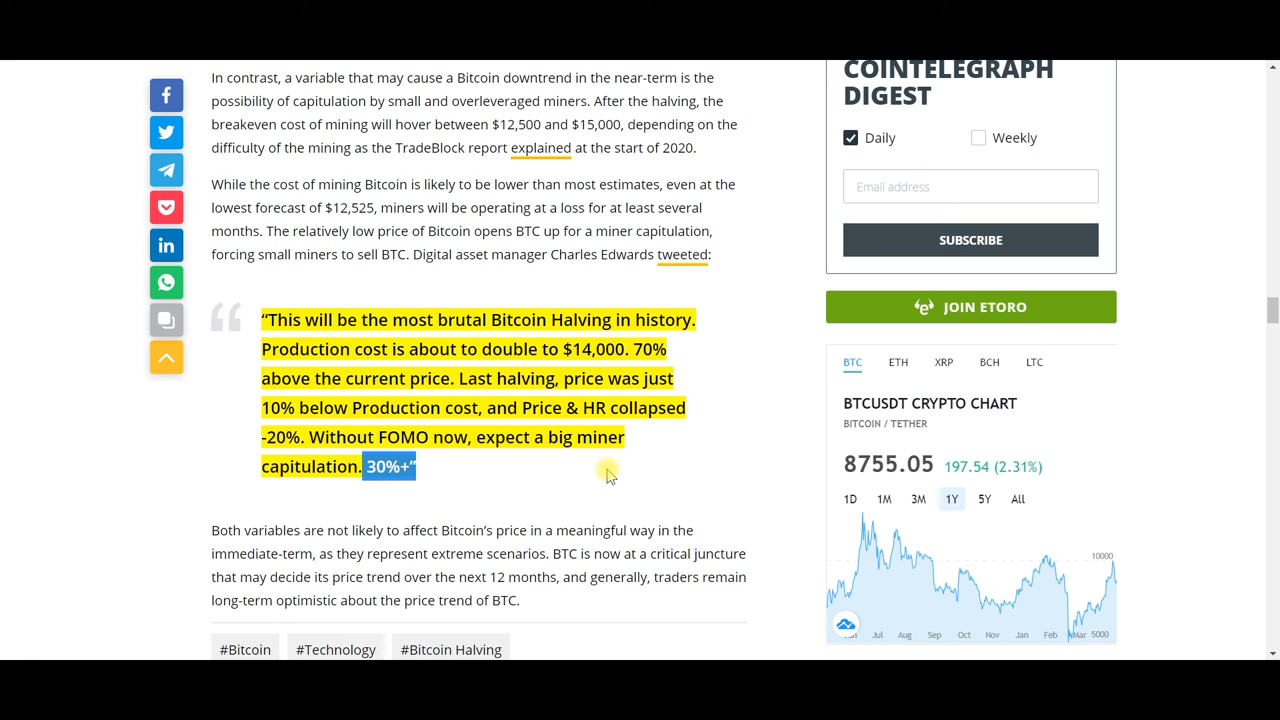 In contrast, a variable that may cause a Bitcoin downtrend in the near-term is the
possibility of capitulation by small and overleveraged miners. After the halving, the
breakeven cost of mining will hover between $12,500 and $15,000, depending on the
difficulty of the mining as the TradeBlock report explained at the start of 2020.
While the cost of mining Bitcoin is likely to be lower than most estimates, even at the
lowest forecast of $12,525, miners will be operating at a loss for at least several
months. The relatively low price of Bitcoin opens BTC up for a miner capitulation,
forcing small miners to sell BTC. Digital asset manager Charles Edwards tweeted:
“This will be the most brutal Bitcoin Halving in history.
Production cost is about to double to $14,000. 70%
above the current price. Last halving, price was just
10% below Production cost, and Price & HR collapsed
-20%. Without FOMO now, expect a big miner
capitulation. 30%+”
Both variables are not likely to affect Bitcoin’s price in a meaningful way in the
immediate-term, as they represent extreme scenarios. BTC is now at a critical juncture
that may decide its price trend over the next 12 months, and generally, traders remain
long-term optimistic about the price trend of BTC.
#Bitcoin #Technology #Bitcoin Halving
COINTELEGRAPH
DIGEST
Daily Weekly
Email address
SUBSCRIBE
JOIN ETORO
BTC ETH XRP BCH LTC
BTCUSDT CRYPTO CHART
BITCOIN / TETHER
8755.05 197.54 (2.31%)
1D 1M 3M 1Y 5Y All
10000
Jul Aug Sep Oct Nov Jan Feb Mar 5000